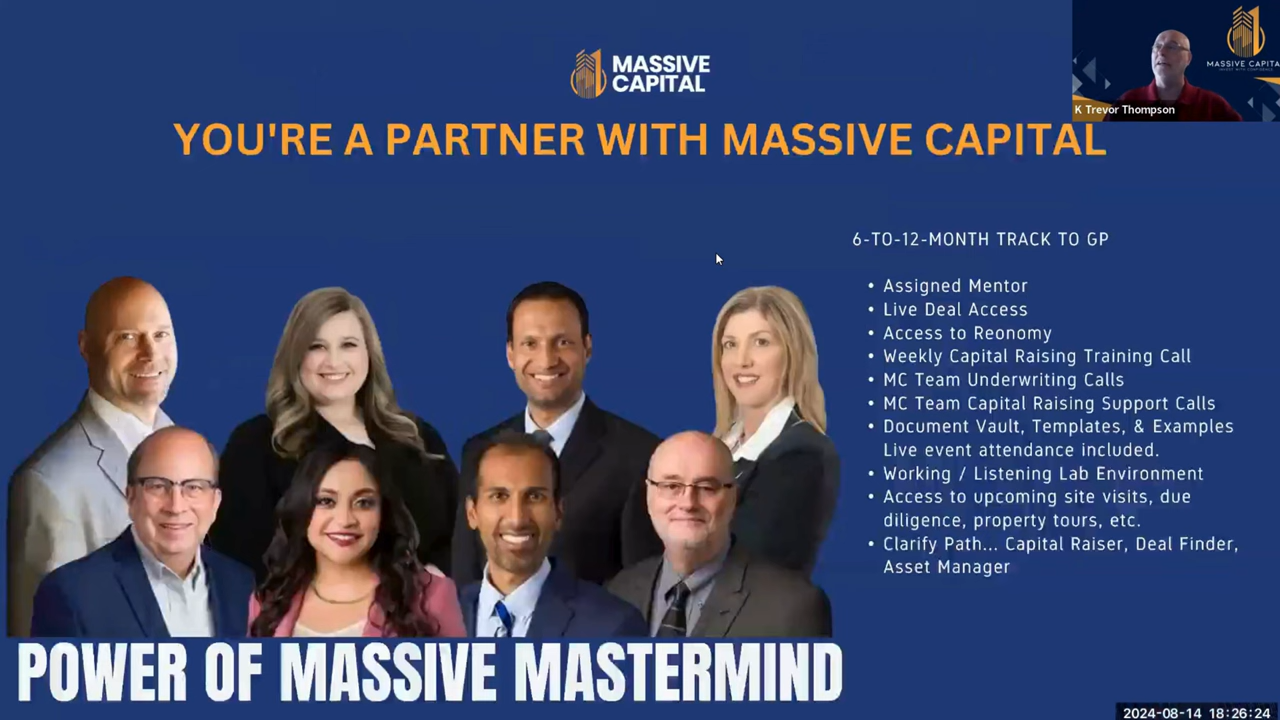 MASSIVE
CAPITAL
MASSIVE CAPITA
K Trevor Thompson
YOU'RE A PARTNER WITH MASSIVE CAPITAL
6-TO-12-MONTH TRACK TO GP
• Assigned Mentor
• Live Deal Access
• Access to Reonomy
• Weekly Capital Raising Training Call
• MC Team Underwriting Calls
• MC Team Capital Raising Support Calls
• Document Vault, Templates, & Examples
Live event attendance included.
• Working / Listening Lab Environment
• Access to upcoming site visits, due
diligence, property tours, etc.
• Clarify Path... Capital Raiser, Deal Finder,
Asset Manager
POWER OF MASSIVE MASTERMIND
2024-08-14 18:26:24